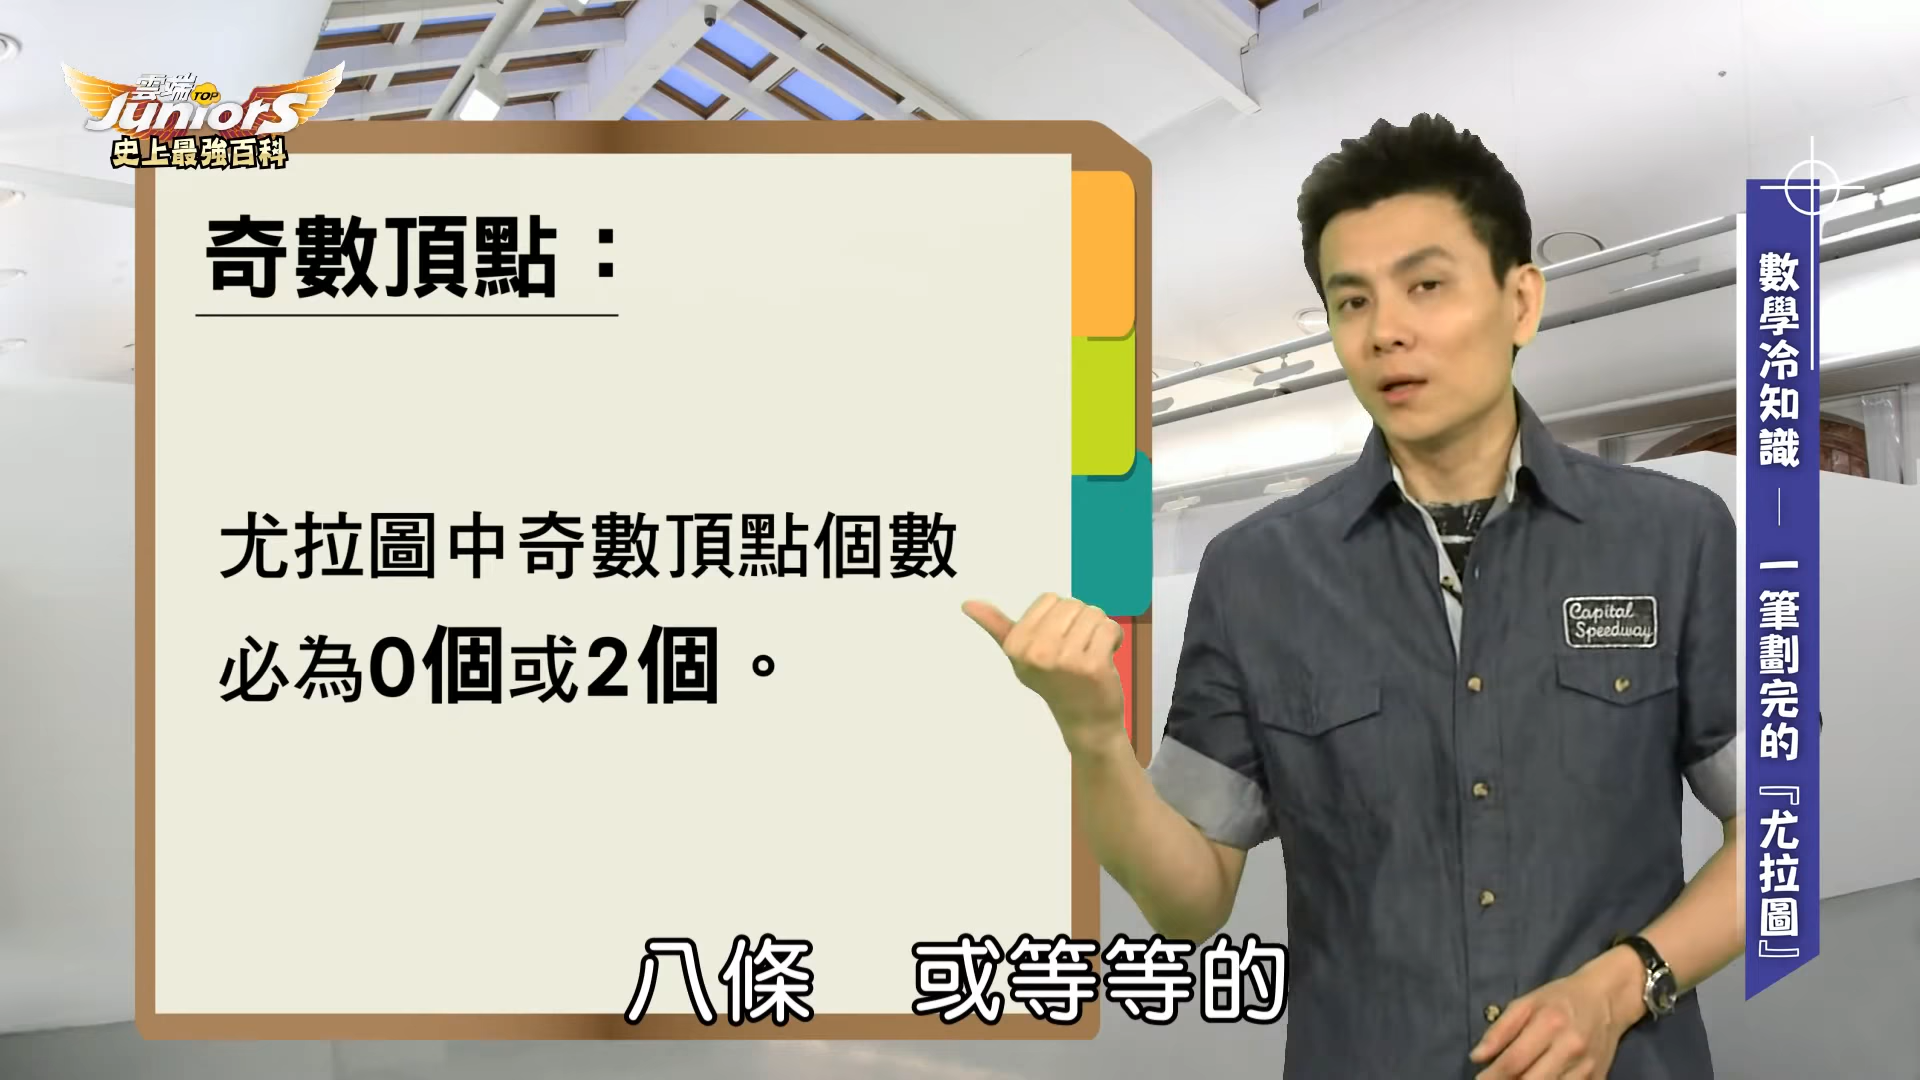 雲端TOP
Juniors
史上最強百科
奇數頂點：
尤拉圖中奇數頂點個數
必為0個或2個。
Capital
Speedway
數學冷知識 — 一筆劃完的『尤拉圖』
八條 或等等的